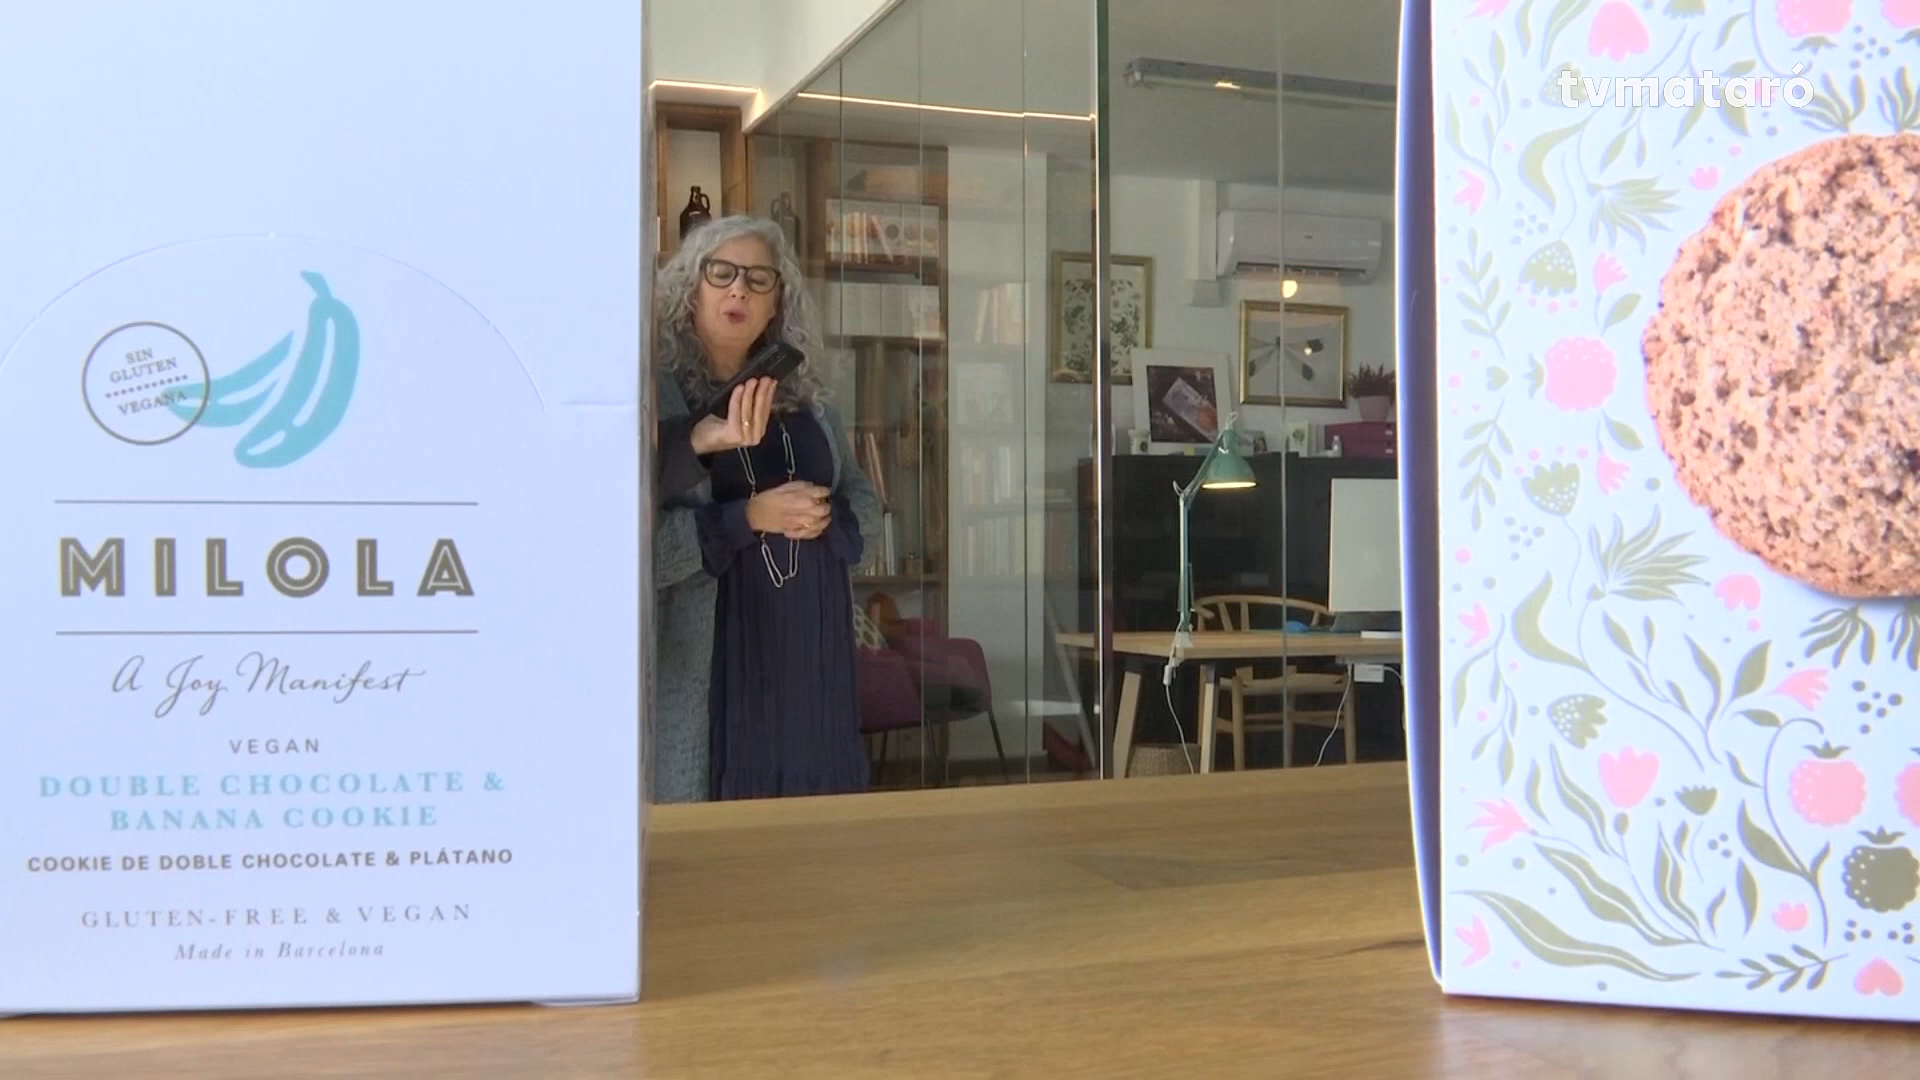 SIN
GLUTEN
VEGANA
MILOLA
A Joy Manifest
VEGAN
DOUBLE CHOCOLATE &
BANANA COOKIE
COOKIE DE DOBLE CHOCOLATE & PLÁTANO
GLUTEN-FREE & VEGAN
Made in Barcelona
tvmataró